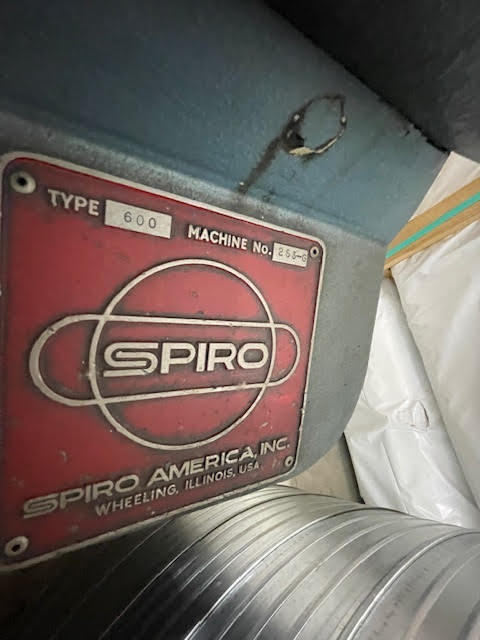 TYPE 600
MACHINE No. 255-G
SPIRO
SPIRO AMERICA, INC.
WHEELING, ILLINOIS, USA